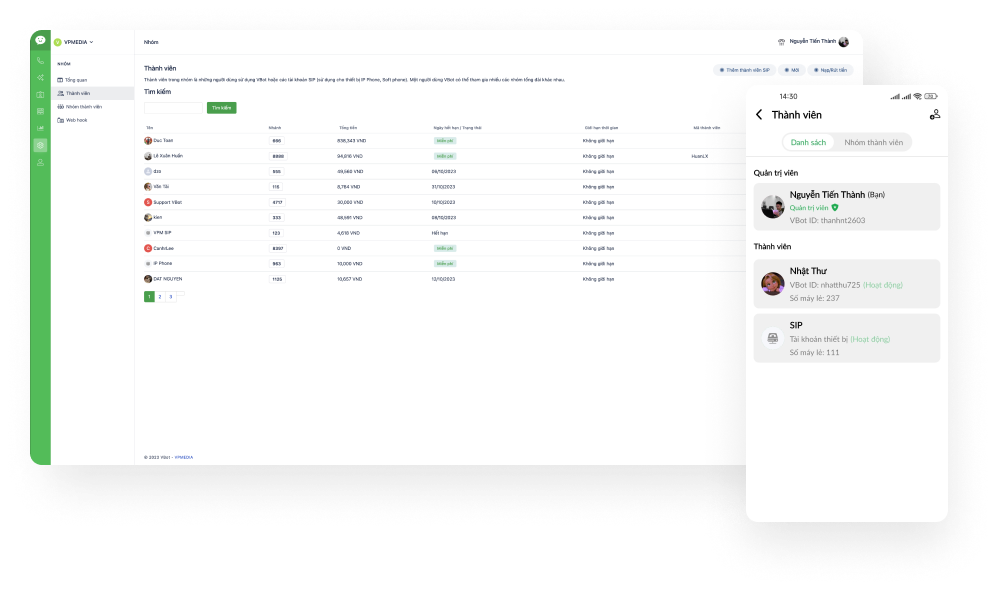 VPMEDIA
Nhóm
Nguyễn Tiến Thành
NHÓM
Tổng quan
Thành viên
Nhóm thành viên
Web hook
Thành viên
Thành viên trong nhóm là những người dùng sử dụng VBot hoặc các tài khoản SIP (sử dụng cho thiết bị IP Phone, Soft phone). Một người dùng VBot có thể tham gia nhiều các nhóm tổng đài khác nhau.
Thêm thành viên SIP
Mời
Nạp/Rút tiền
Tìm kiếm
Tìm kiếm
Tên Nhánh Tổng tiền Ngày hết hạn | Trạng thái Giới hạn thời gian Mã thành viên
Duc Toan 666 838,343 VND Miễn phí Không giới hạn
Lê Xuân Huấn 8888 94,816 VND Miễn phí Không giới hạn HuanLX
dao 555 49,560 VND 06/10/2023 Không giới hạn
Văn Tài 115 8,784 VND 31/10/2023 Không giới hạn
S Support VBot 4717 30,000 VND 10/10/2023 Không giới hạn
kien 333 48,591 VND 08/10/2023 Không giới hạn
VPM SIP 123 4,616 VND Hết hạn Không giới hạn
C CanhrLee 8397 0 VND Miễn phí Không giới hạn
IP Phone 963 10,000 VND Miễn phí Không giới hạn
DAT NGUYEN 1105 19,657 VND 12/10/2023 Không giới hạn
1 2 3
© 2023 VBot - VPMEDIA
14:30
Thành viên
Danh sách Nhóm thành viên
Quản trị viên
Nguyễn Tiến Thành (Bạn)
Quản trị viên
VBot ID: thanhnt2603
Thành viên
Nhật Thư
VBot ID: nhatthu725 (Hoạt động)
Số máy lẻ: 237
SIP
Tài khoản thiết bị (Hoạt động)
Số máy lẻ: 111